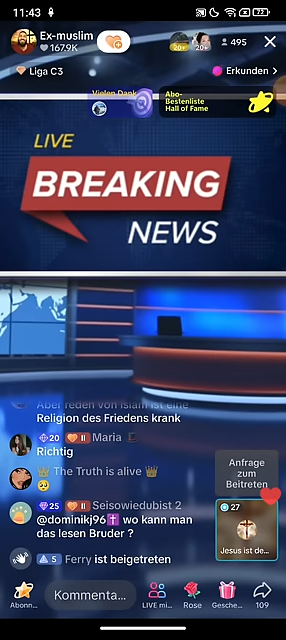 11:43
72
Ex-muslim
167.9K
20+
20+
495
Liga C3
Erkunden
Vielen Dank
Abo-
Bestenliste
Hall of Fame
LIVE
BREAKING
NEWS
Aber reden von Islam ist eine
Religion des Friedens krank
20 II Maria
Richtig
The Truth is alive
25 II Seisowiedubist 2
@dominikj96 wo kann man
das lesen Bruder ?
5 Ferry ist beigetreten
Anfrage
zum
Beitreten
27
Jesus ist de...
Abonn...
Kommenta...
LIVE mi...
Rose
Gesche...
109